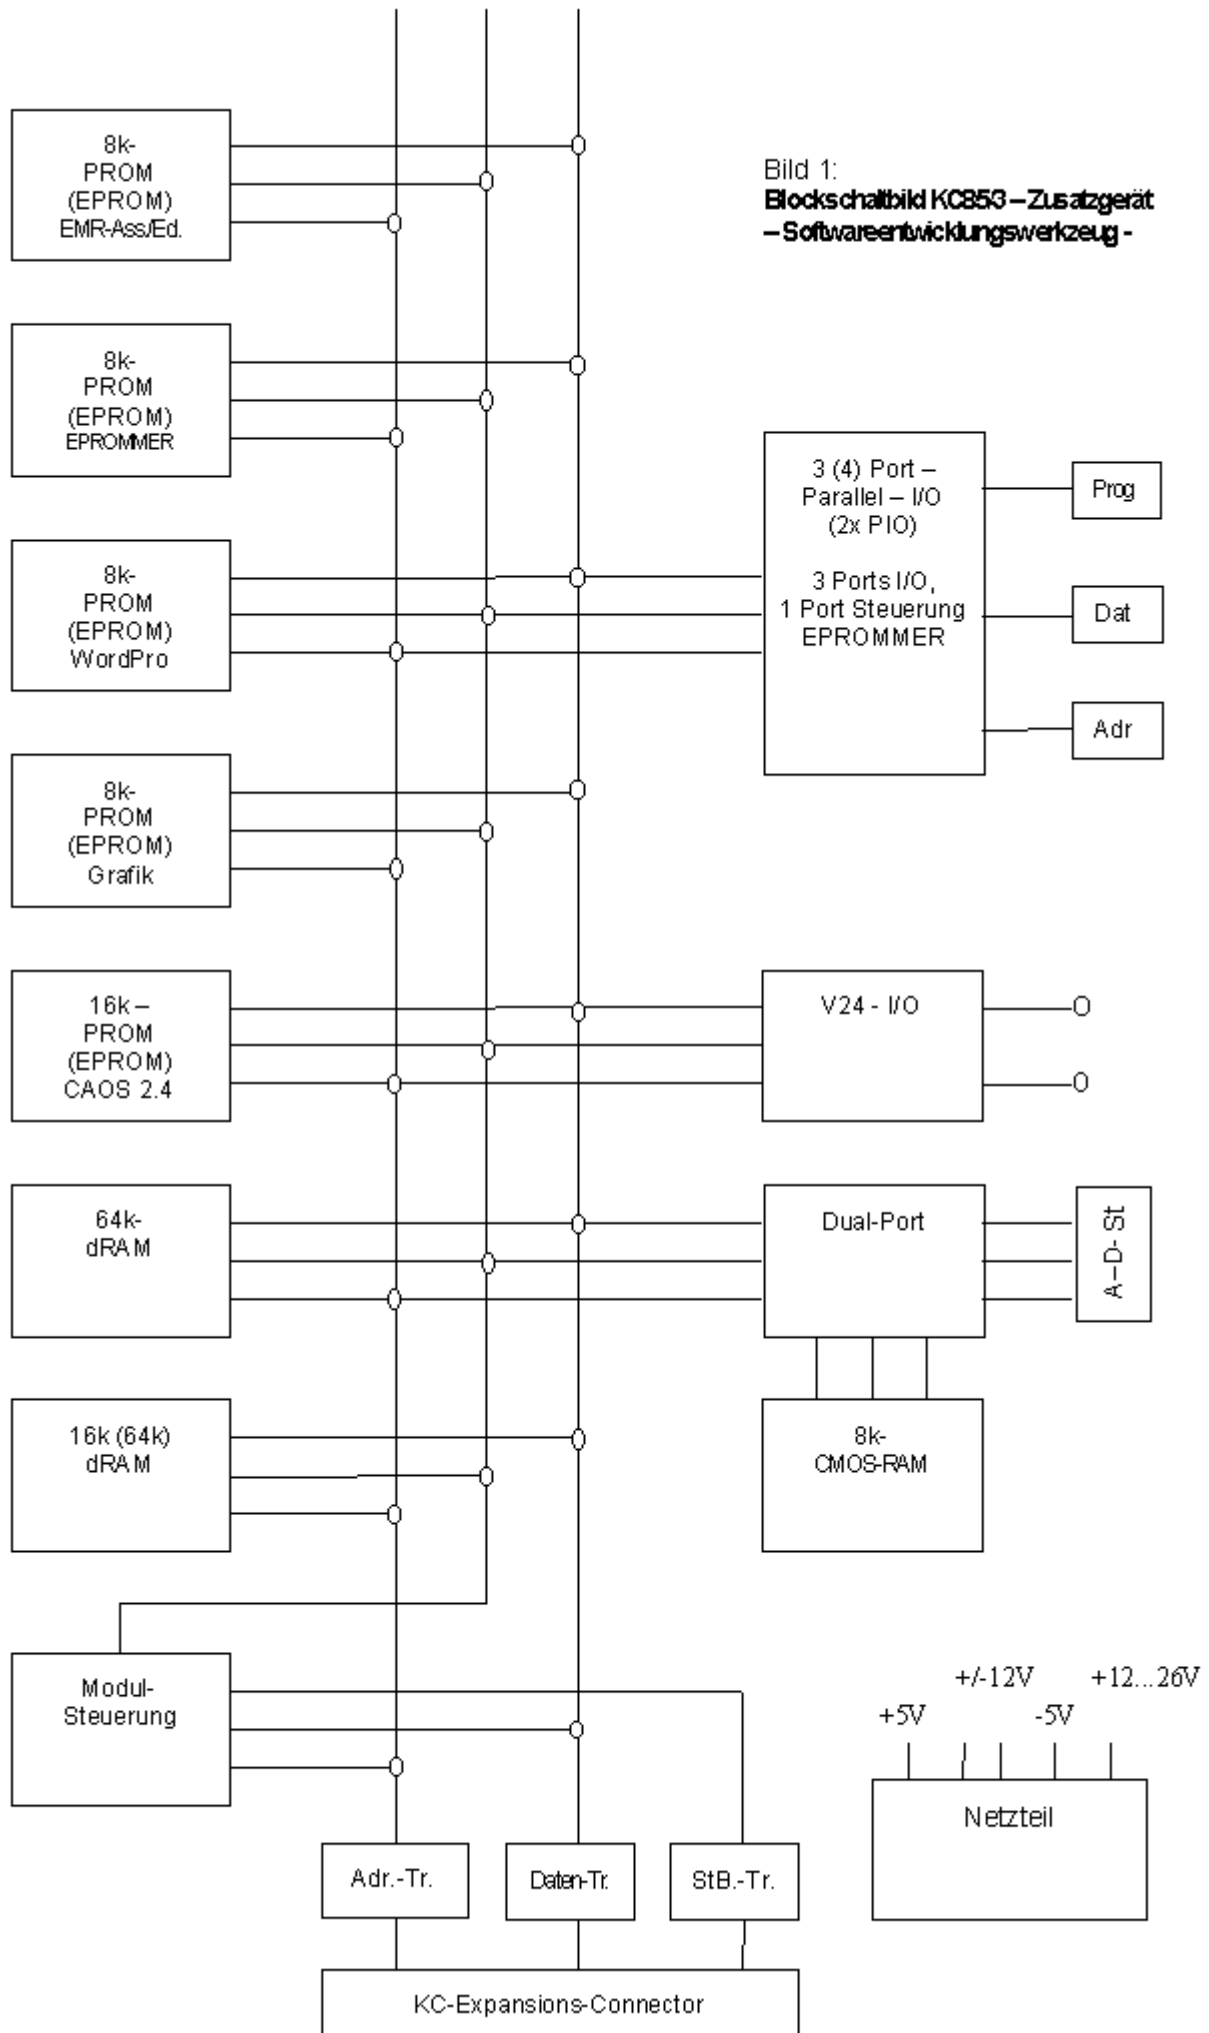 8k-
PROM
(EPROM)
EMR-Ass/Ed.
Bild 1:
Blockschaltbild KC85/3 – Zusatzgerät
– Softwareentwicklungswerkzeug -
8k-
PROM
(EPROM)
EPROMMER
3 (4) Port –
Parallel – I/O
(2x PIO)
3 Ports I/O,
1 Port Steuerung
EPROMMER
Prog
Dat
Adr
8k-
PROM
(EPROM)
WordPro
8k-
PROM
(EPROM)
Grafik
16k –
PROM
(EPROM)
CAOS 2.4
V24 - I/O
64k-
dRAM
Dual-Port
A – D- St
16k (64k)
dRAM
8k-
CMOS-RAM
Modul-
Steuerung
+/-12V
+12...26V
+5V
-5V
Netzteil
Adr.-Tr.
Daten-Tr.
StB.-Tr.
KC-Expansions-Connector